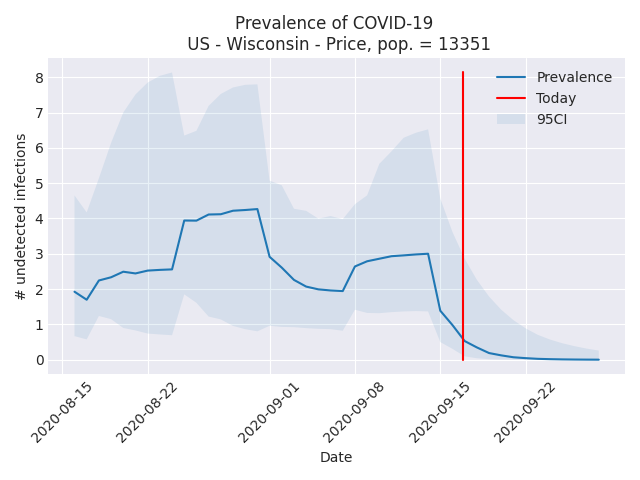 Prevalence of COVID-19
US - Wisconsin - Price, pop. = 13351
# undetected infections
8
7
6
5
4
3
2
1
0
Prevalence
Today
95CI
2020-08-15
2020-08-22
2020-09-01
2020-09-08
2020-09-15
2020-09-22
Date